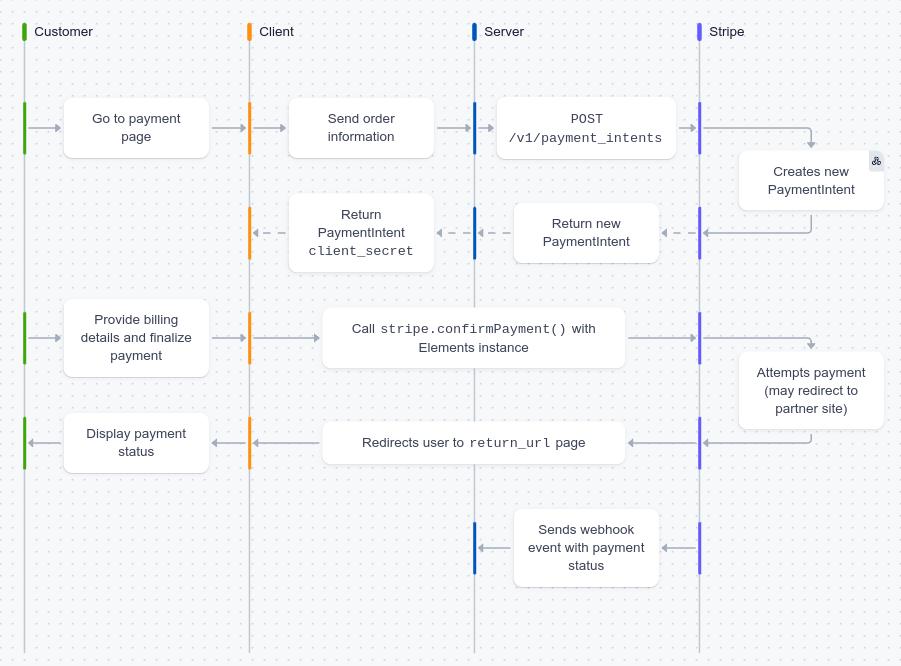 Customer
Client
Server
Stripe
Go to payment
page
Send order
information
POST
/v1/payment_intents
Creates new
PaymentIntent
Return new
PaymentIntent
Return
PaymentIntent
client_secret
Provide billing
details and finalize
payment
Call stripe.confirmPayment() with
Elements instance
Attempts payment
(may redirect to
partner site)
Redirects user to return_url page
Display payment
status
Sends webhook
event with payment
status